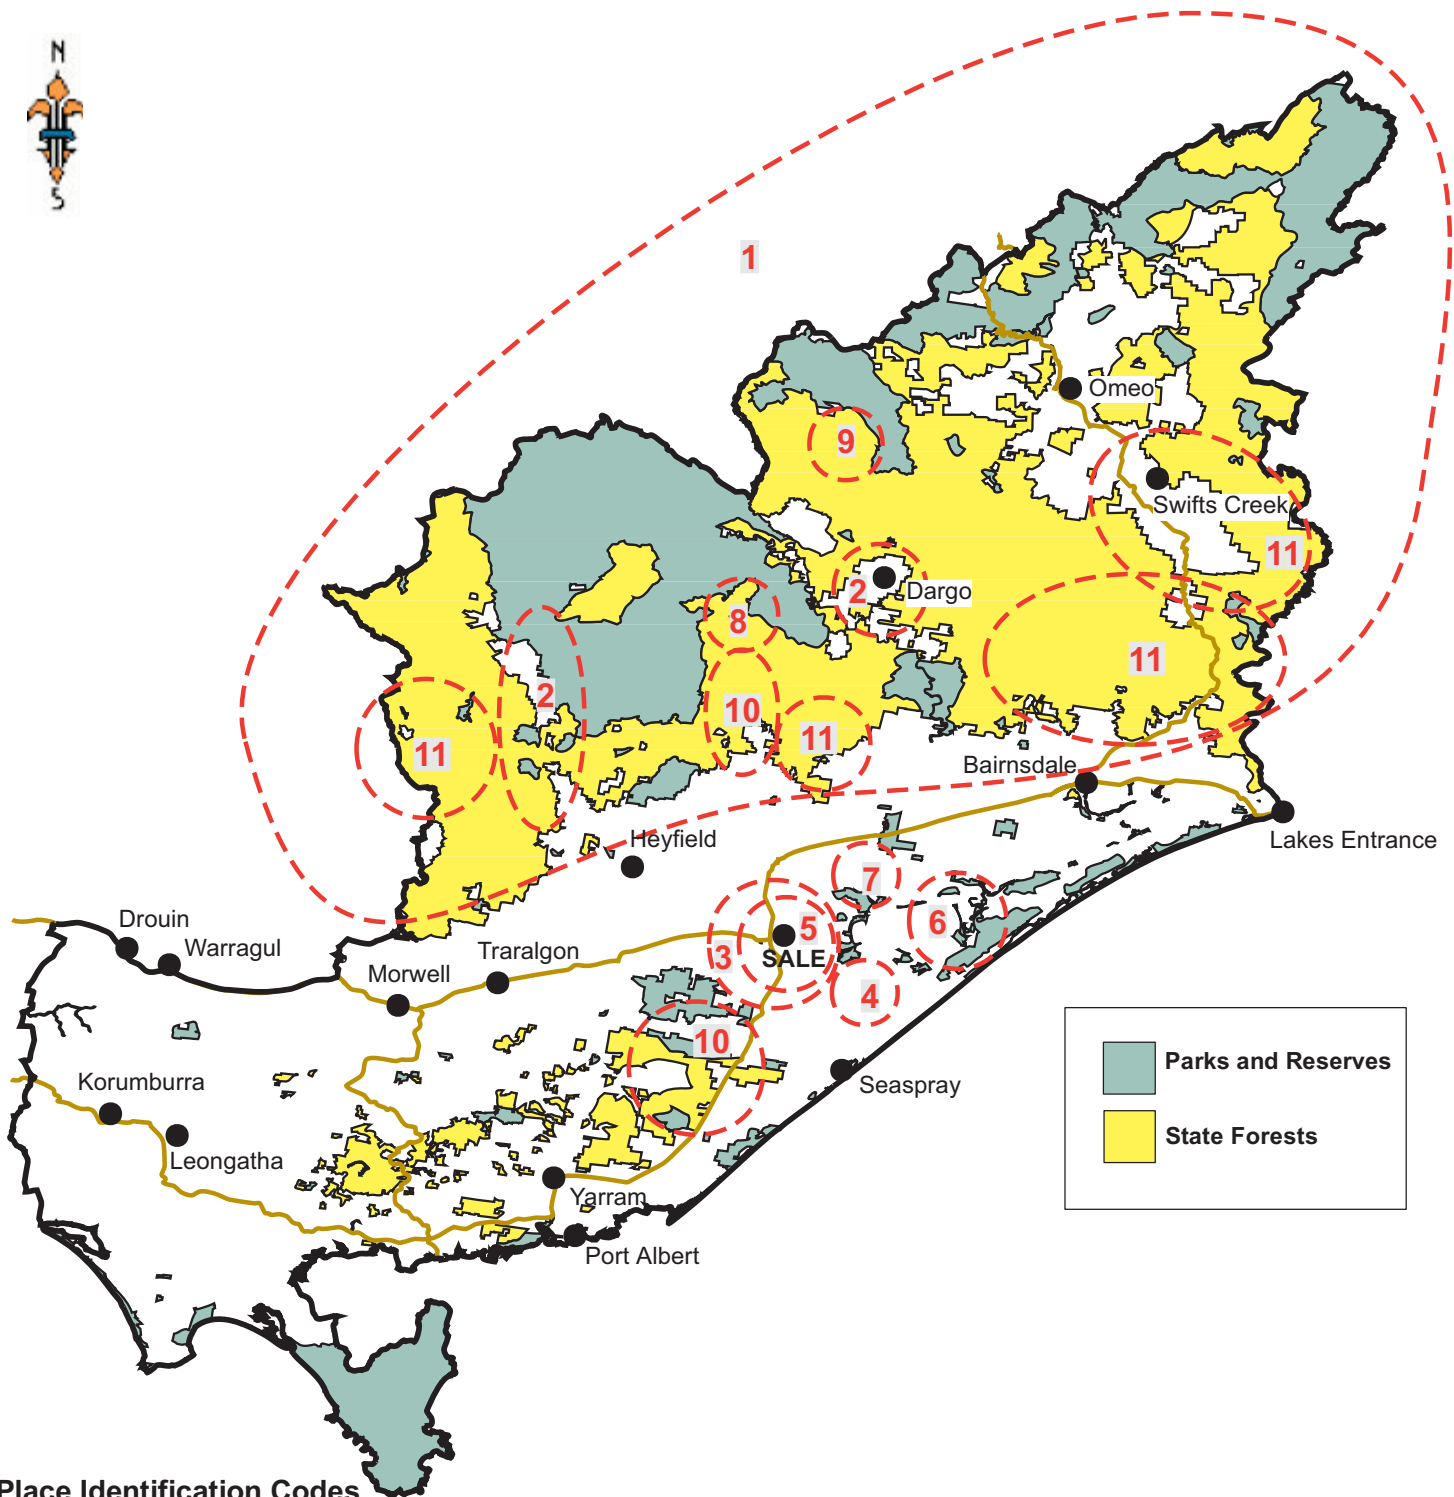 N
S
1
Omeo
9
Swifts Creek
11
2
Dargo
8
11
2
10
11
11
Bairnsdale
Lakes Entrance
Heyfield
7
Drouin
6
5
Warragul
Traralgon
3
SALE
Morwell
4
10
Parks and Reserves
Korumburra
Seaspray
State Forests
Leongatha
Yarram
Port Albert
Place Identification Codes